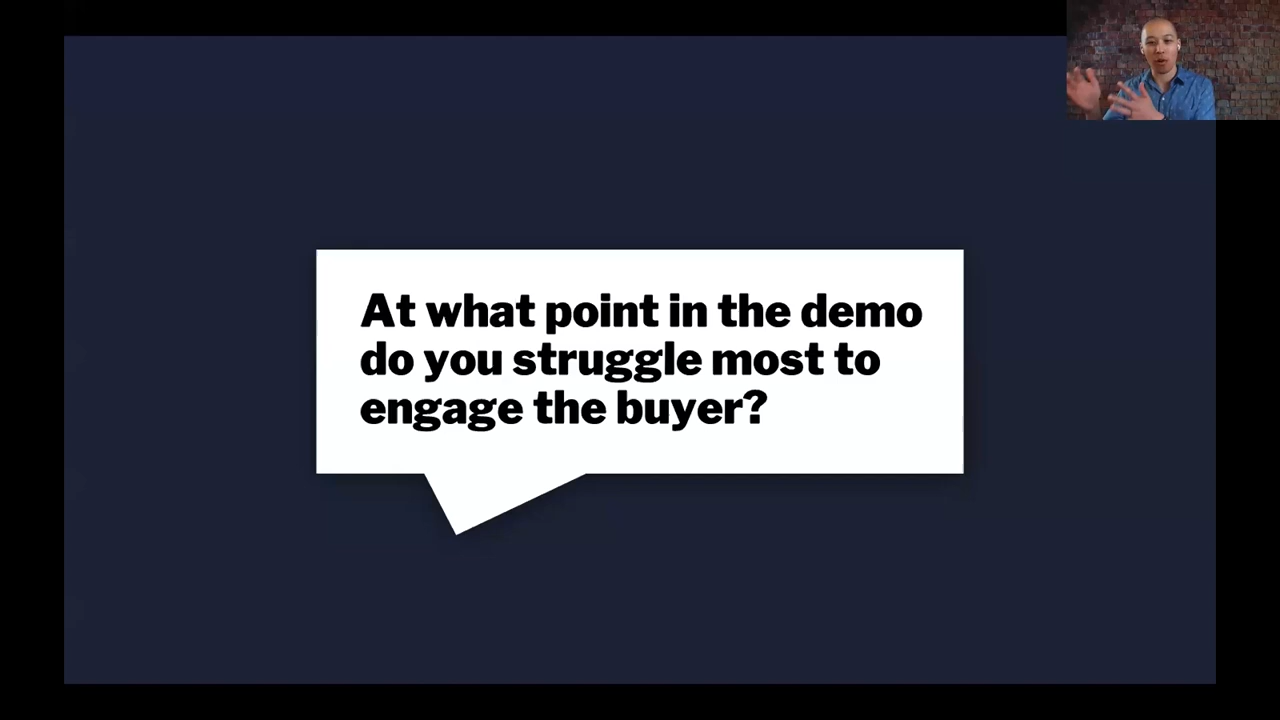 At what point in the demo
do you struggle most to
engage the buyer?